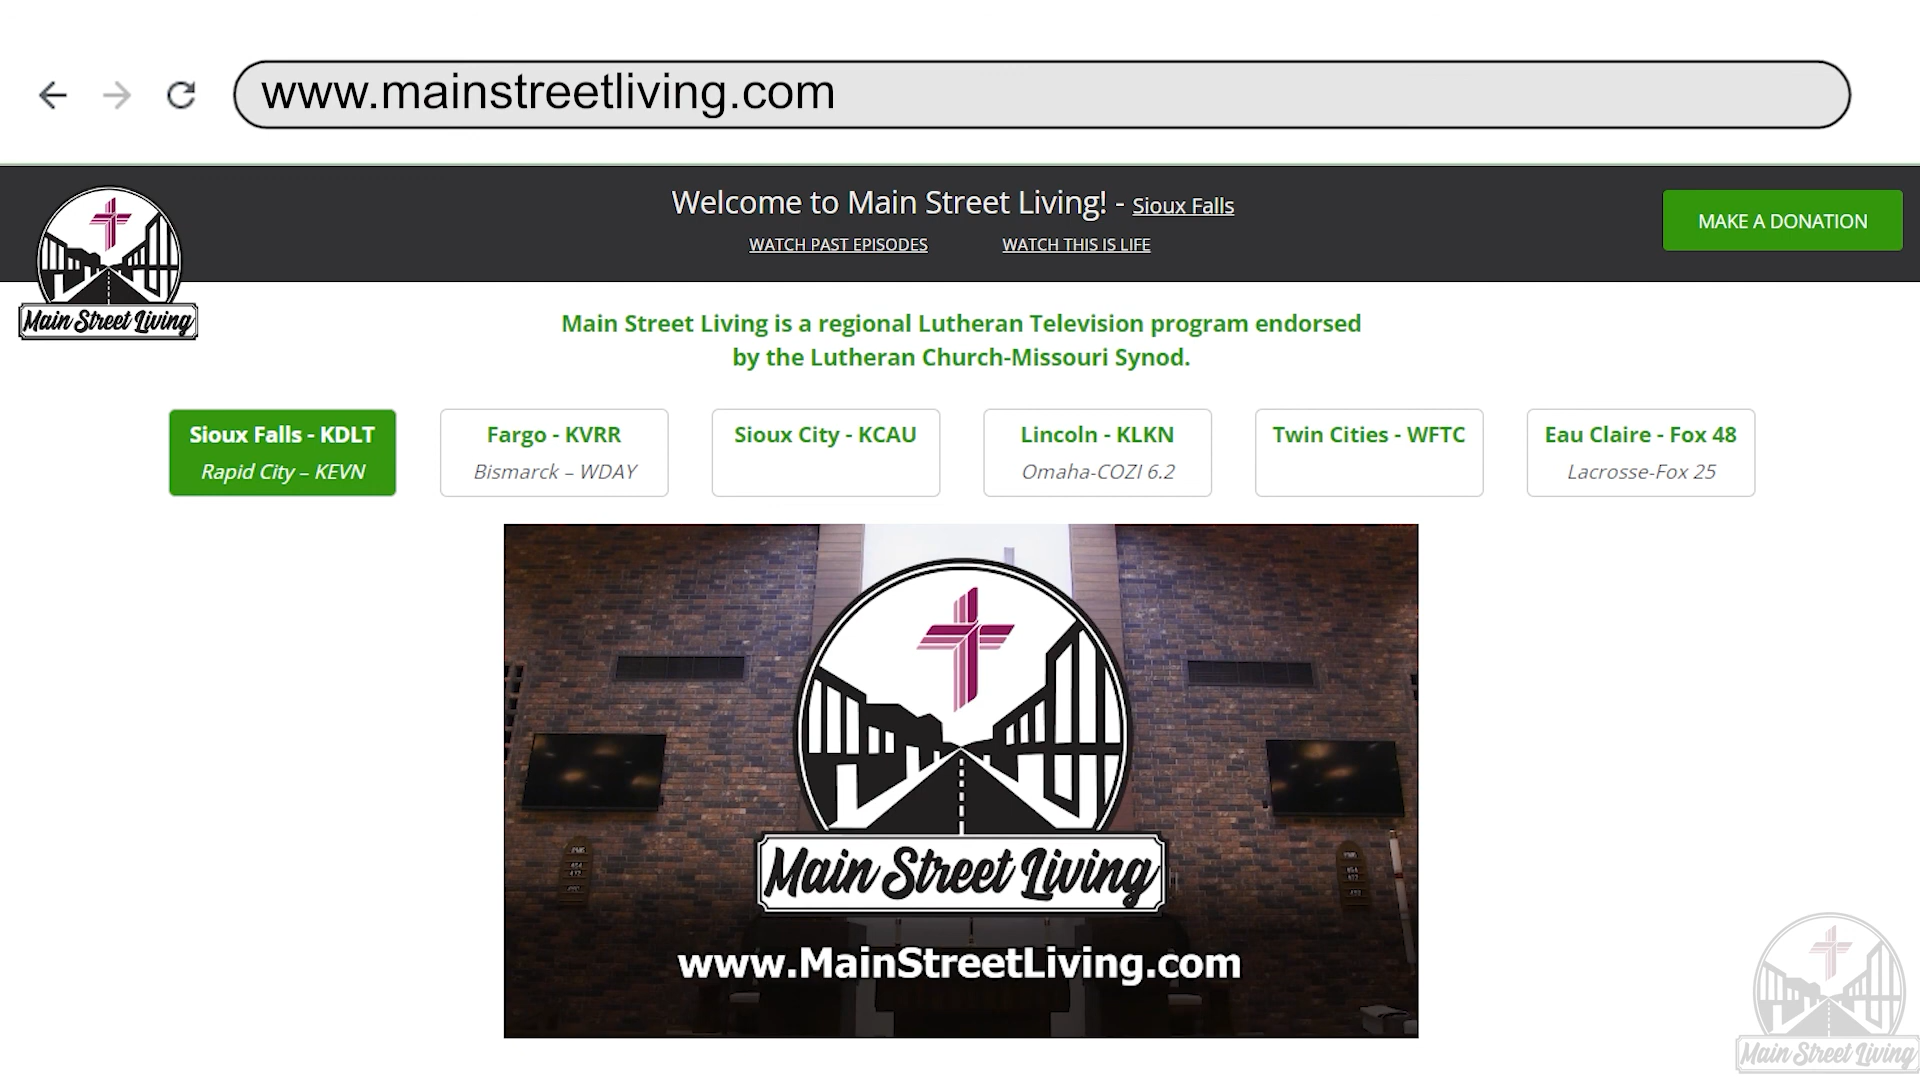 www.mainstreetliving.com
Welcome to Main Street Living! - Sioux Falls
WATCH PAST EPISODES WATCH THIS IS LIFE
MAKE A DONATION
Main Street Living
Main Street Living is a regional Lutheran Television program endorsed
by the Lutheran Church-Missouri Synod.
Sioux Falls - KDLT
Rapid City – KEVN
Fargo - KVRR
Bismarck – WDAY
Sioux City - KCAU
Lincoln - KLKN
Omaha-COZI 6.2
Twin Cities - WFTC
Eau Claire - Fox 48
Lacrosse-Fox 25
Main Street Living
www.MainStreetLiving.com
Main Street Living